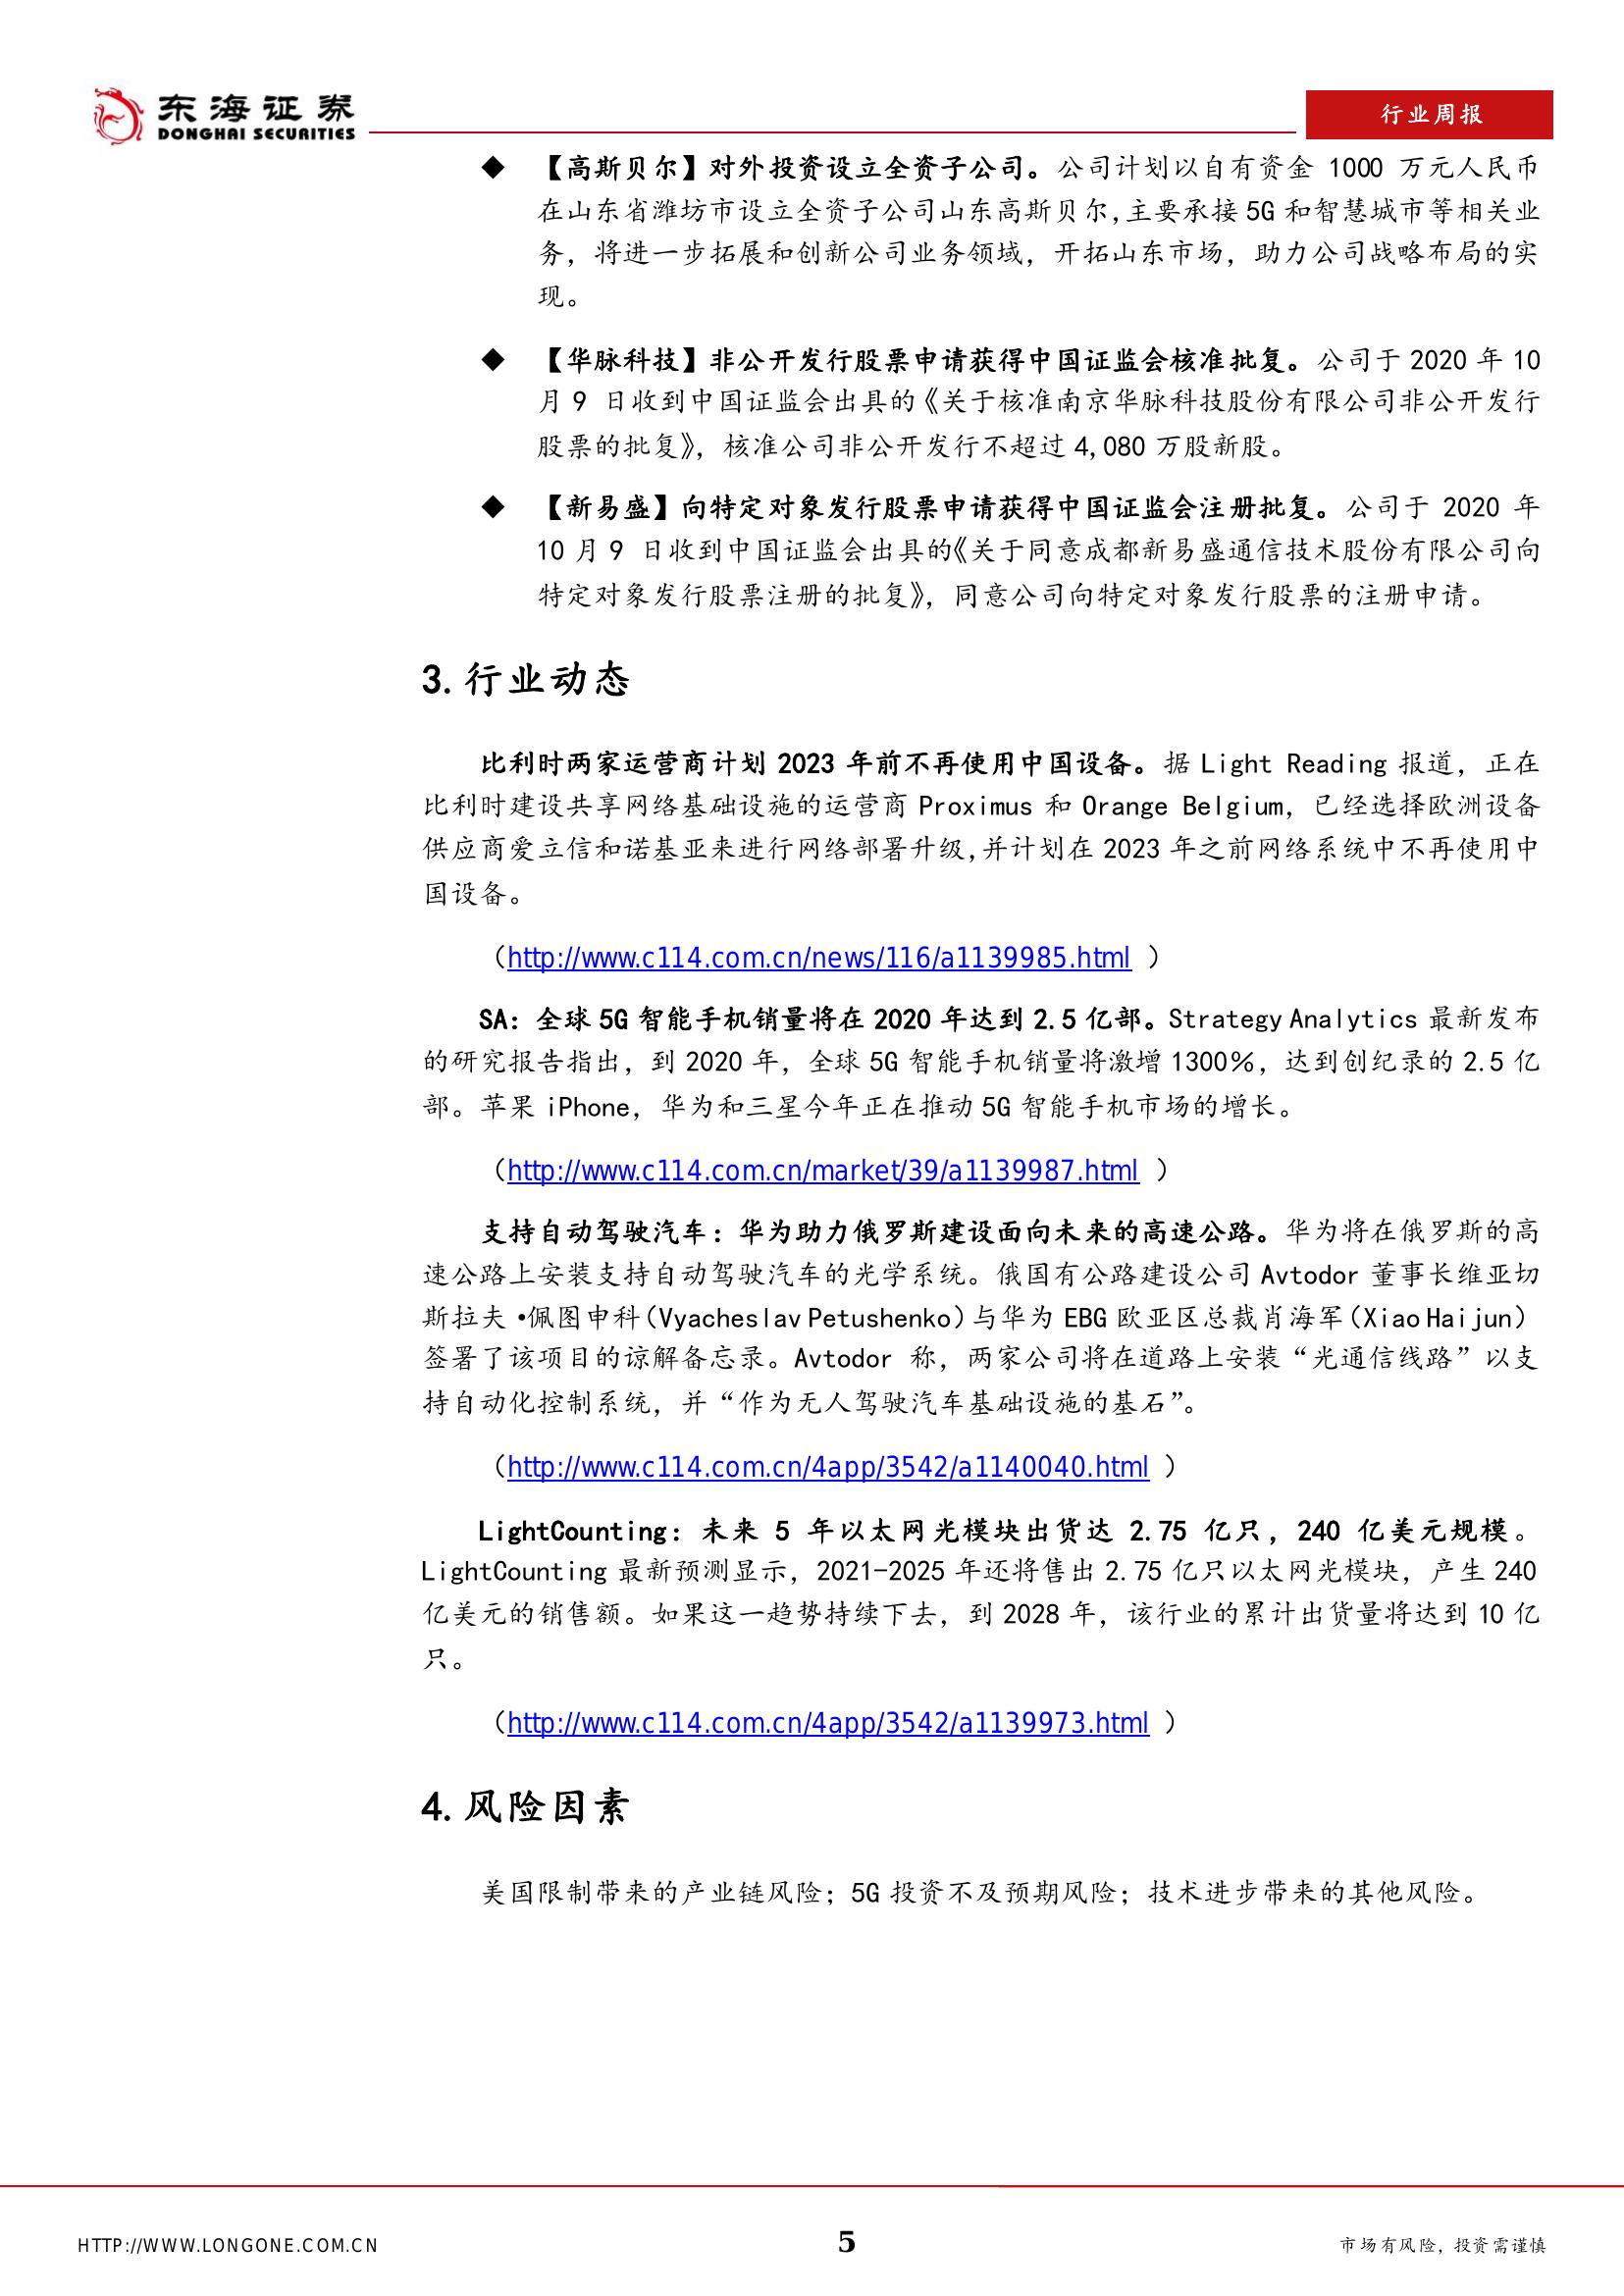 东海证券
DONGHAI SECURITIES
行业周报
◆ 【高斯贝尔】对外投资设立全资子公司。公司计划以自有资金 1000 万元人民币
在山东省潍坊市设立全资子公司山东高斯贝尔,主要承接 5G 和智慧城市等相关业
务，将进一步拓展和创新公司业务领域，开拓山东市场，助力公司战略布局的实
现。
◆ 【华脉科技】非公开发行股票申请获得中国证监会核准批复。公司于 2020 年 10
月 9 日收到中国证监会出具的《关于核准南京华脉科技股份有限公司非公开发行
股票的批复》，核准公司非公开发行不超过 4,080 万股新股。
◆ 【新易盛】向特定对象发行股票申请获得中国证监会注册批复。公司于 2020 年
10 月 9 日收到中国证监会出具的《关于同意成都新易盛通信技术股份有限公司向
特定对象发行股票注册的批复》，同意公司向特定对象发行股票的注册申请。
3. 行业动态
比利时两家运营商计划 2023 年前不再使用中国设备。据 Light Reading 报道，正在
比利时建设共享网络基础设施的运营商 Proximus 和 Orange Belgium，已经选择欧洲设备
供应商爱立信和诺基亚来进行网络部署升级,并计划在 2023 年之前网络系统中不再使用中
国设备。
（http://www.c114.com.cn/news/116/a1139985.html ）
SA：全球 5G 智能手机销量将在 2020 年达到 2.5 亿部。Strategy Analytics 最新发布
的研究报告指出，到 2020 年，全球 5G 智能手机销量将激增 1300%，达到创纪录的 2.5 亿
部。苹果 iPhone，华为和三星今年正在推动 5G 智能手机市场的增长。
（http://www.c114.com.cn/market/39/a1139987.html ）
支持自动驾驶汽车：华为助力俄罗斯建设面向未来的高速公路。华为将在俄罗斯的高
速公路上安装支持自动驾驶汽车的光学系统。俄国有公路建设公司 Avtodor 董事长维亚切
斯拉夫·佩图申科（Vyacheslav Petushenko）与华为 EBG 欧亚区总裁肖海军（Xiao Haijun）
签署了该项目的谅解备忘录。Avtodor 称，两家公司将在道路上安装“光通信线路”以支
持自动化控制系统，并“作为无人驾驶汽车基础设施的基石”。
（http://www.c114.com.cn/4app/3542/a1140040.html ）
LightCounting：未来 5 年以太网光模块出货达 2.75 亿只，240 亿美元规模。
LightCounting 最新预测显示，2021-2025 年还将售出 2.75 亿只以太网光模块，产生 240
亿美元的销售额。如果这一趋势持续下去，到 2028 年，该行业的累计出货量将达到 10 亿
只。
（http://www.c114.com.cn/4app/3542/a1139973.html ）
4. 风险因素
美国限制带来的产业链风险；5G 投资不及预期风险；技术进步带来的其他风险。
HTTP://WWW.LONGONE.COM.CN
5
市场有风险，投资需谨慎